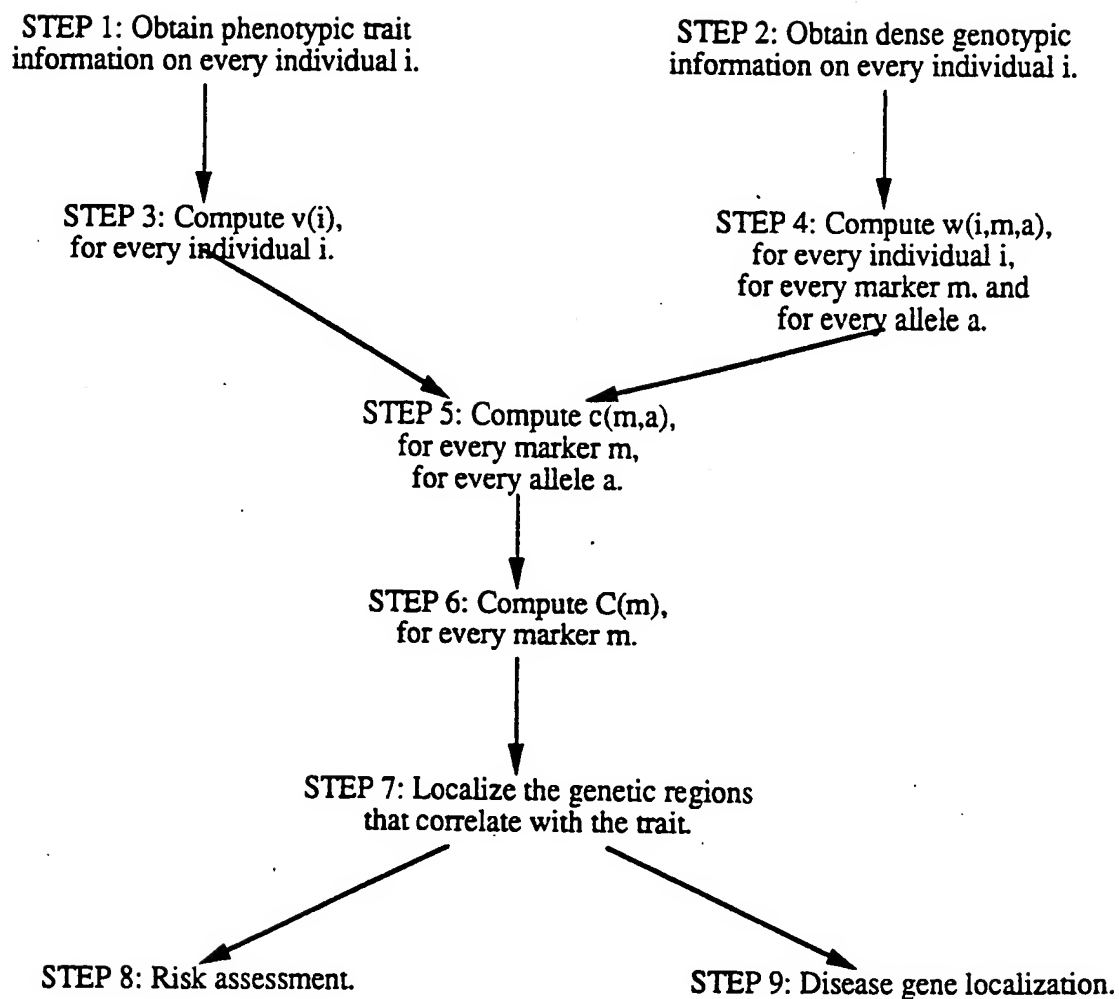 STEP 1: Obtain phenotypic trait
information on every individual i.
STEP 2: Obtain dense genotypic
information on every individual i.
STEP 3: Compute v(i),
for every individual i.
STEP 4: Compute w(i,m,a),
for every individual i,
for every marker m. and
for every allele a.
STEP 5: Compute c(m,a),
for every marker m,
for every allele a.
STEP 6: Compute C(m),
for every marker m.
STEP 7: Localize the genetic regions
that correlate with the trait.
STEP 8: Risk assessment.
STEP 9: Disease gene localization.